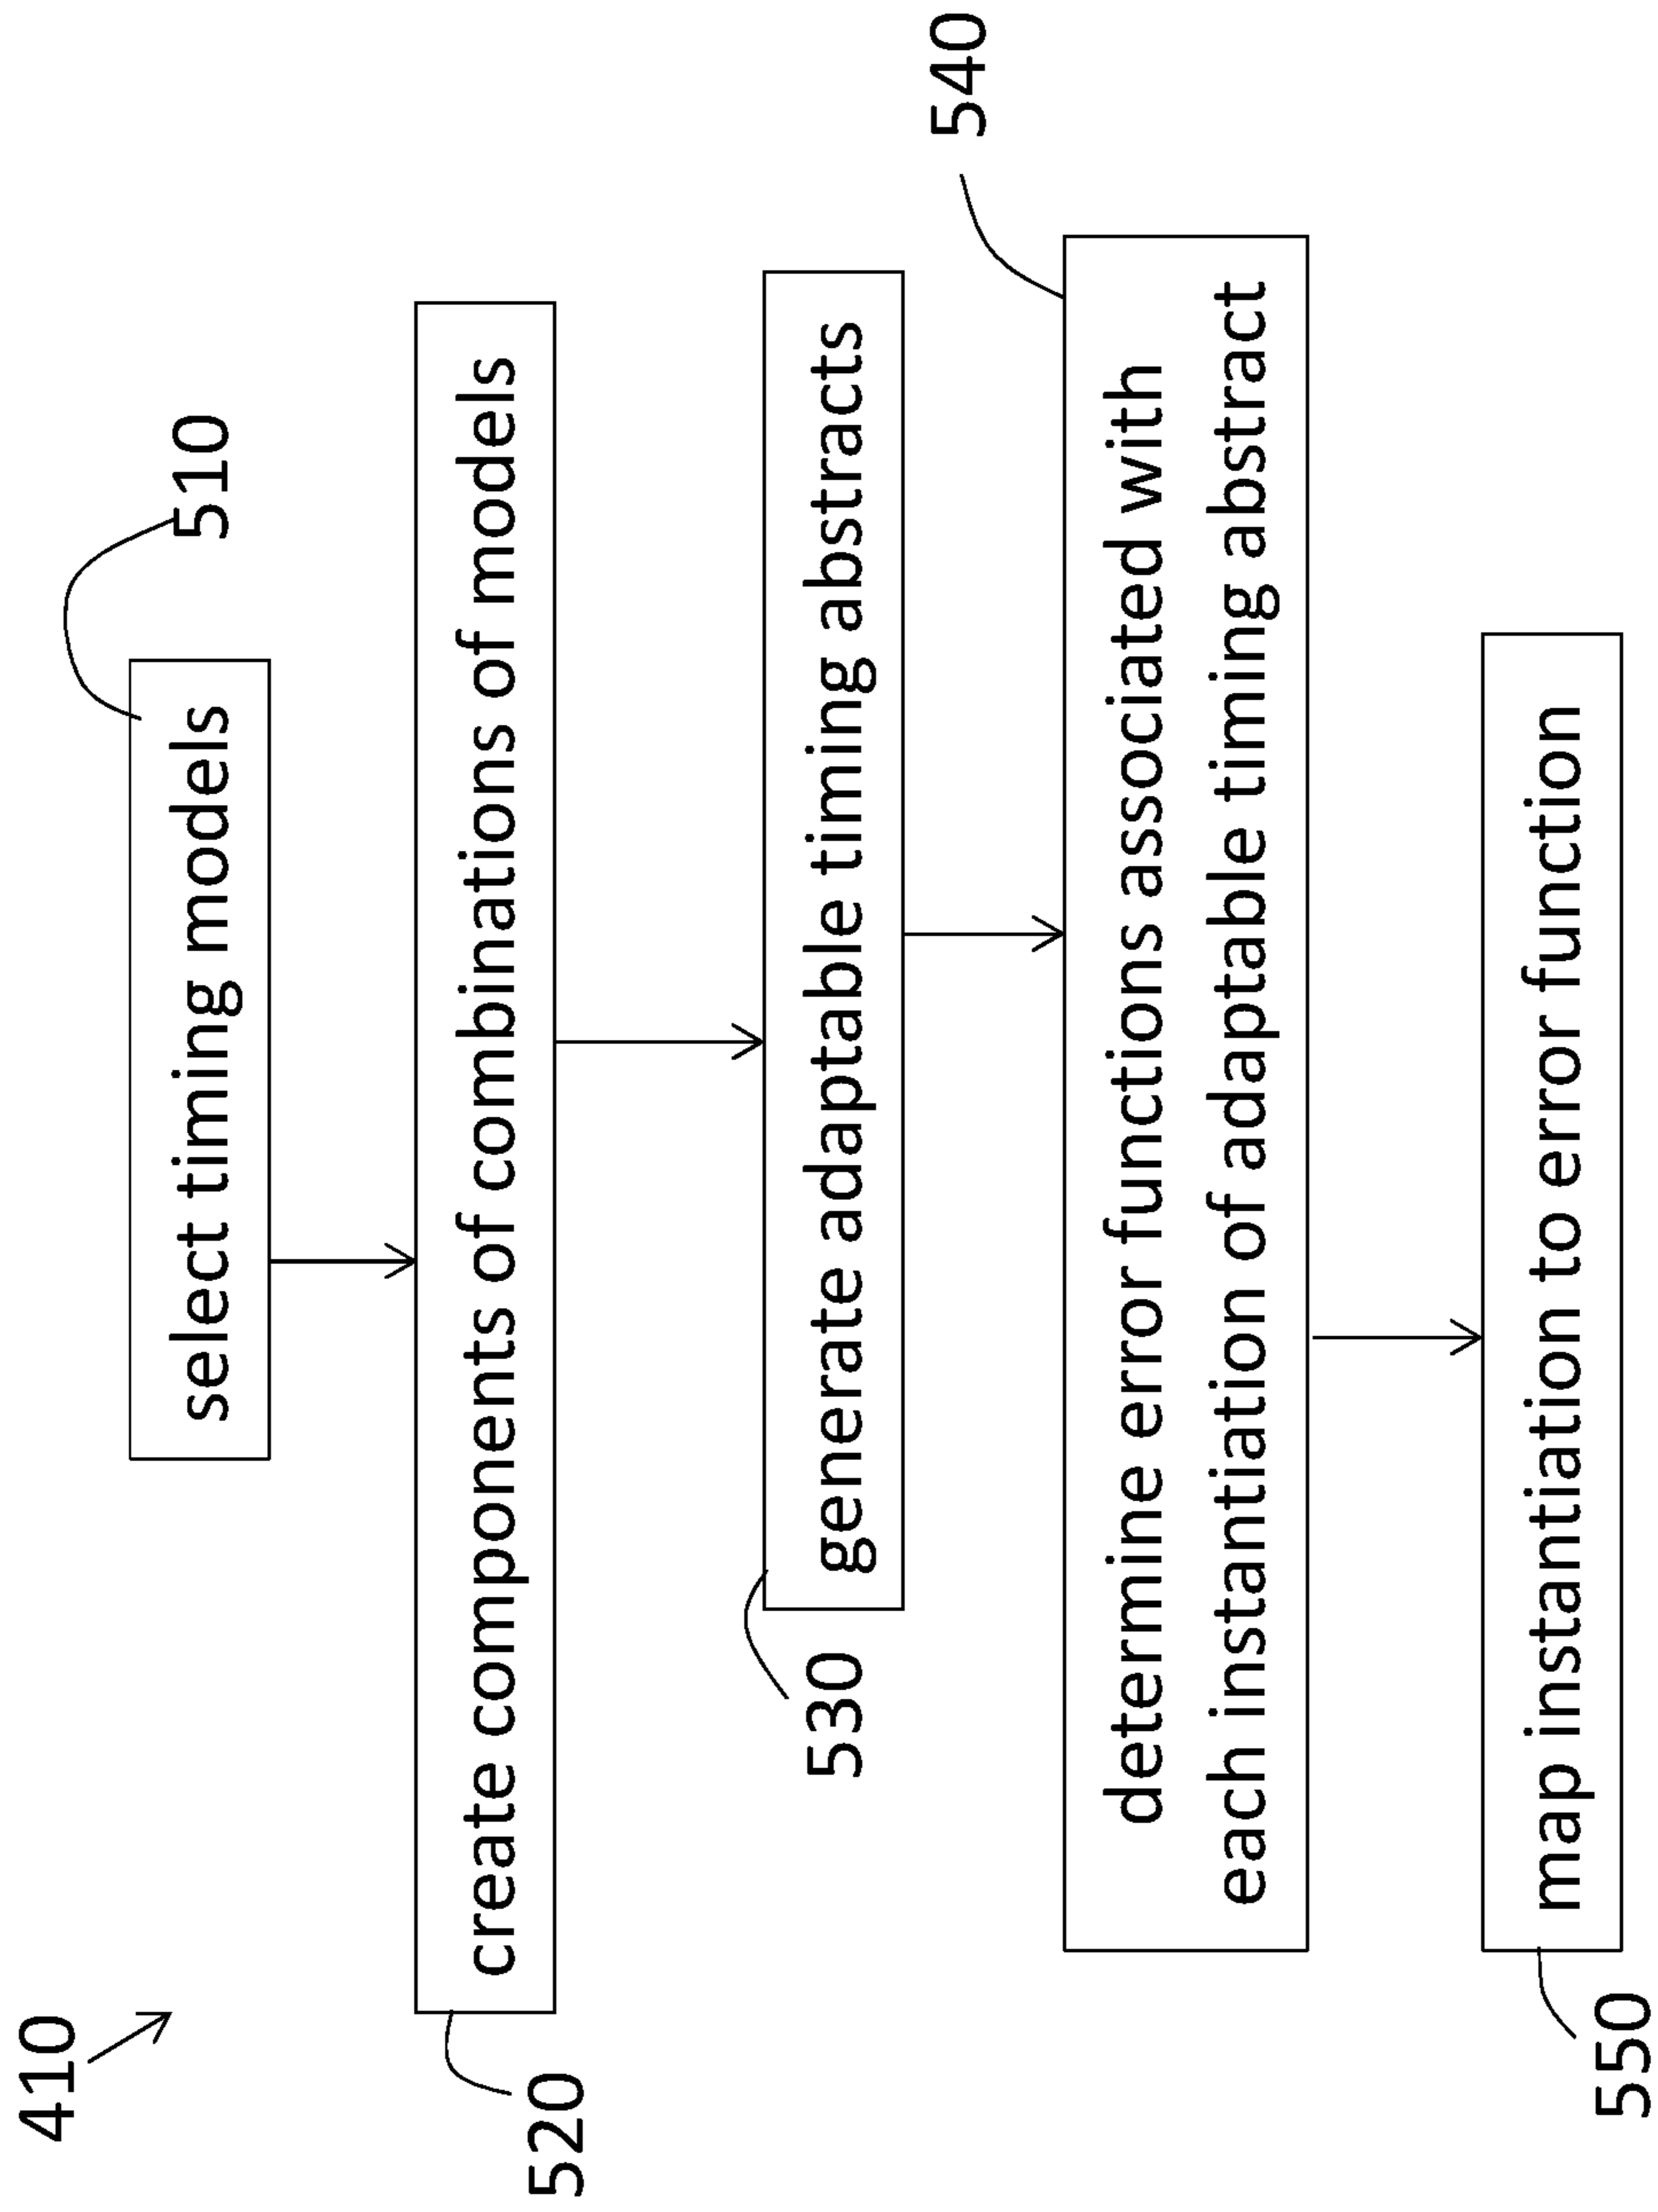 410
select timing models
510
create components of combinations of models
520
generate adaptable timing abstracts
530
determine error functions associated with
each instantiation of adaptable timing abstract
540
map instantiation to error function
550